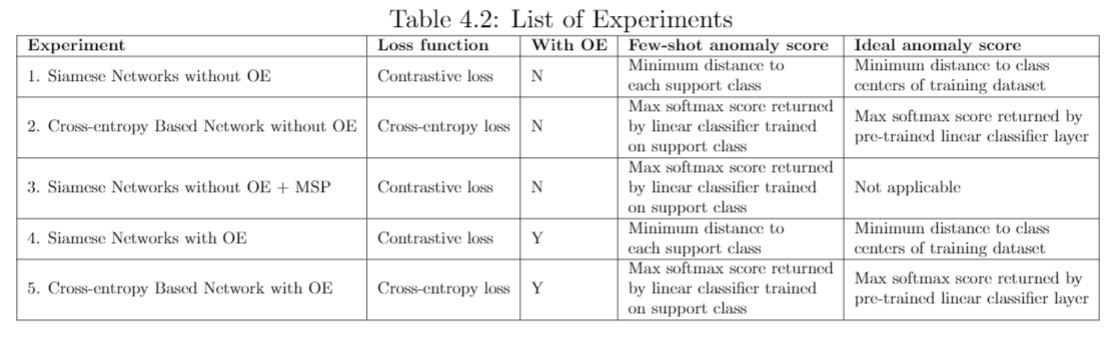 Table 4.2: List of Experiments
Experiment Loss function With OE Few-shot anomaly score Ideal anomaly score
1. Siamese Networks without OE Contrastive loss N Minimum distance to each support class Minimum distance to class centers of training dataset
2. Cross-entropy Based Network without OE Cross-entropy loss N Max softmax score returned by linear classifier trained on support class Max softmax score returned by pre-trained linear classifier layer
3. Siamese Networks without OE + MSP Contrastive loss N Max softmax score returned by linear classifier trained on support class Not applicable
4. Siamese Networks with OE Contrastive loss Y Minimum distance to each support class Minimum distance to class centers of training dataset
5. Cross-entropy Based Network with OE Cross-entropy loss Y Max softmax score returned by linear classifier trained on support class Max softmax score returned by pre-trained linear classifier layer